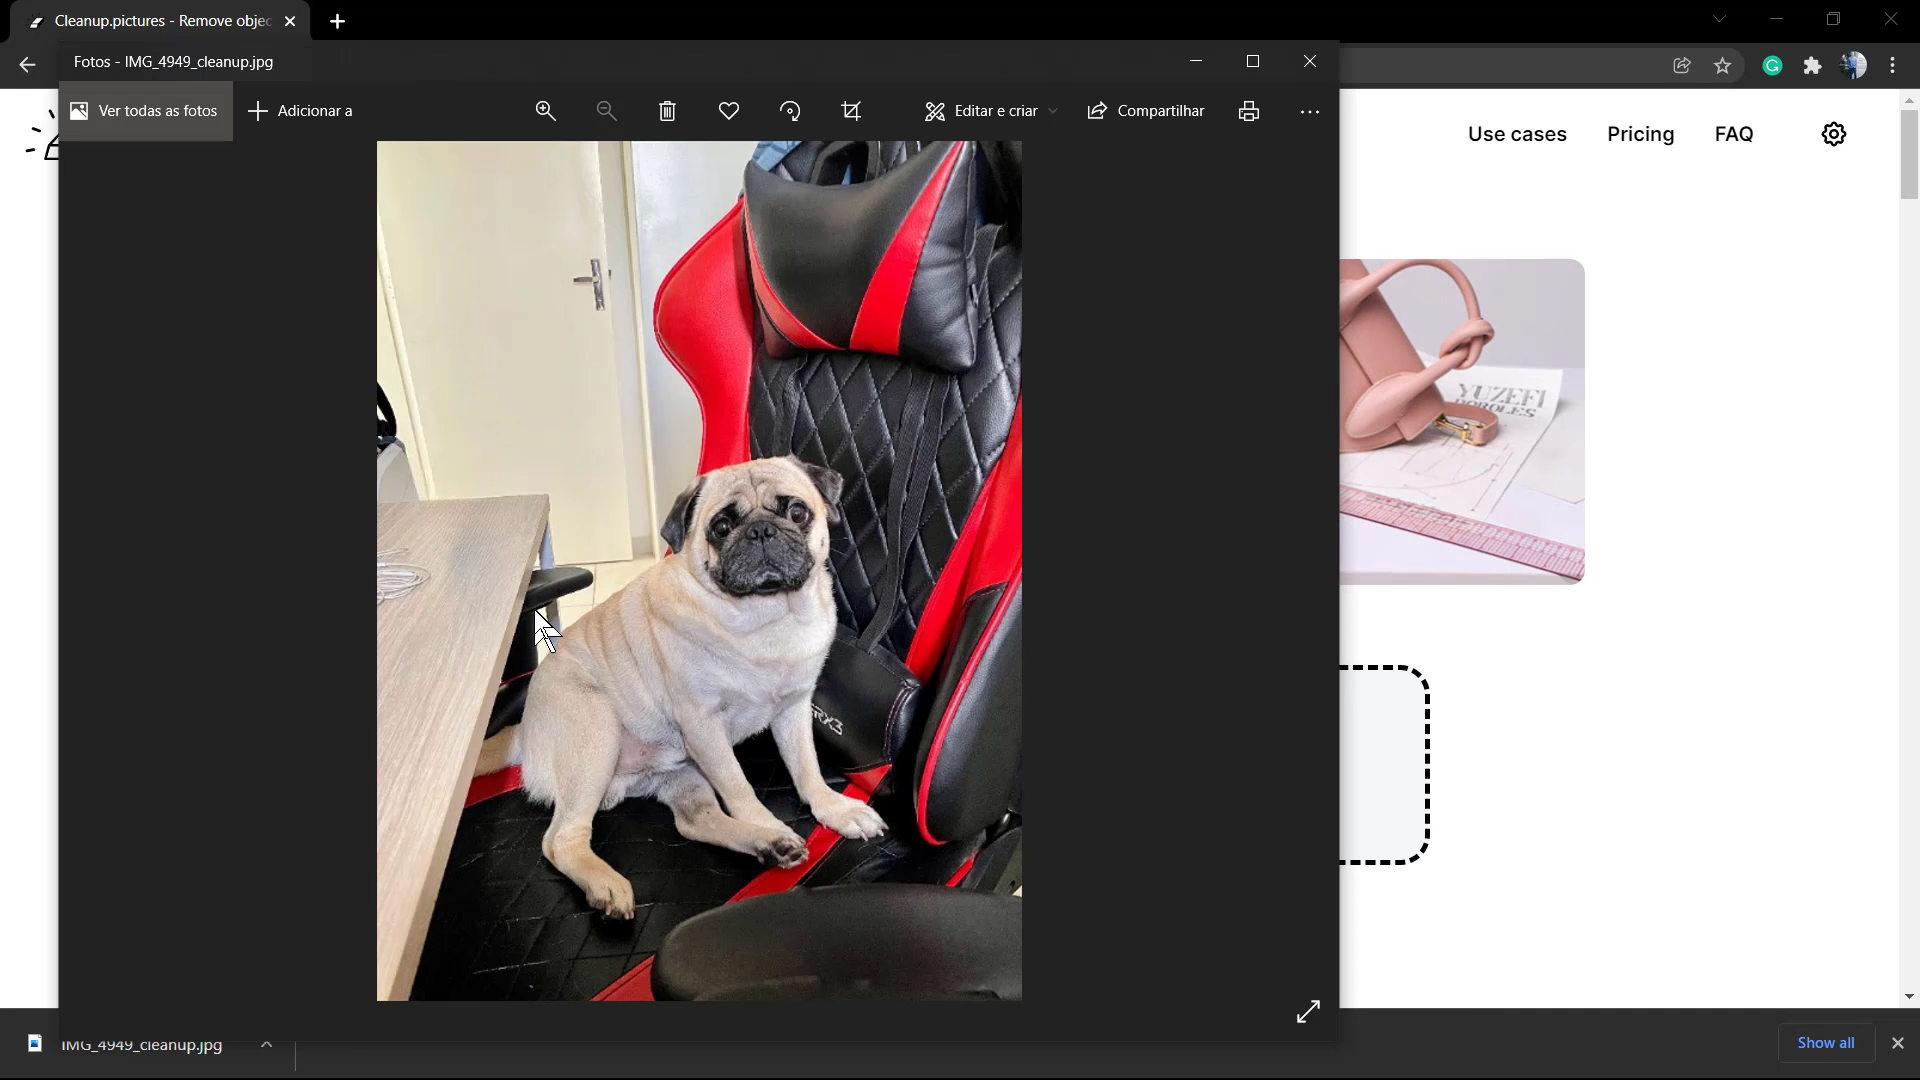 Cleanup.pictures - Remove objec
Fotos - IMG_4949_cleanup.jpg
Ver todas as fotos
Adicionar a
Editar e criar
Compartilhar
Use cases
Pricing
FAQ
YUZEFI
IMG_4949_cleanup.jpg
Show all